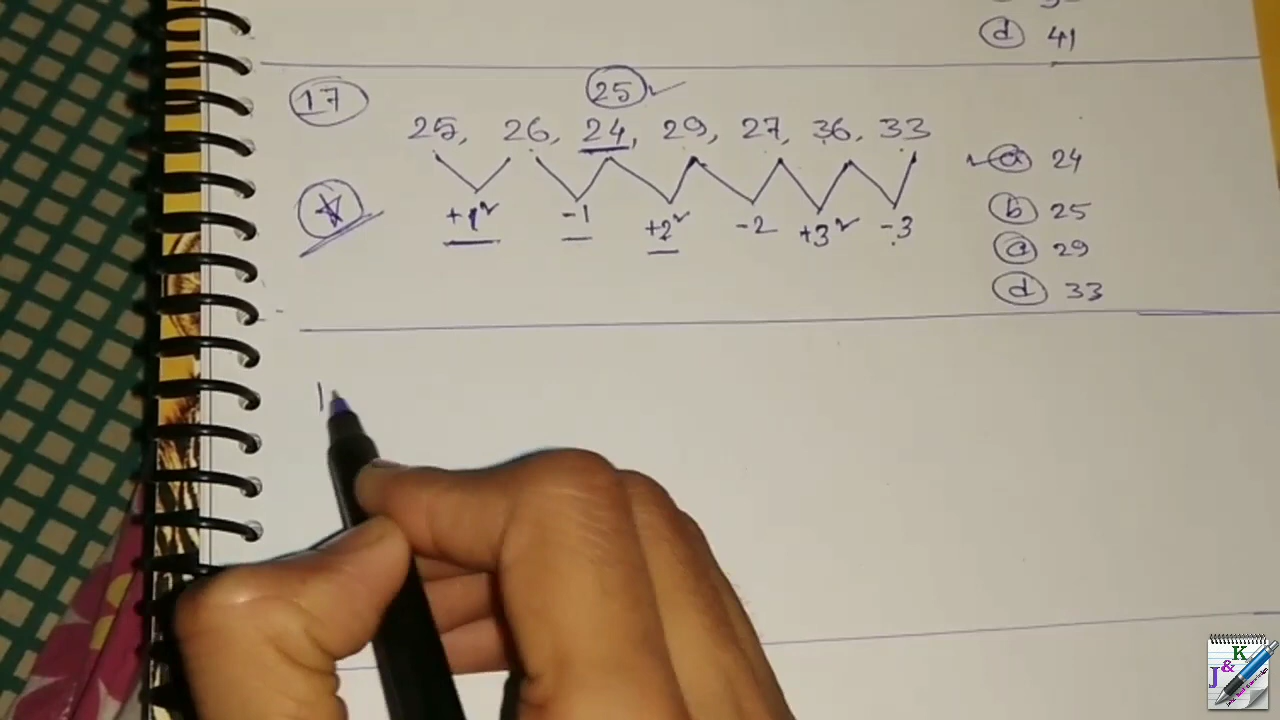 (d) 41
17
25 ✓
25, 26, 24, 29, 27, 36, 33
+1² -1 +2² -2 +3² -3
(a) 24
(b) 25
(c) 29
(d) 33
1
J&K